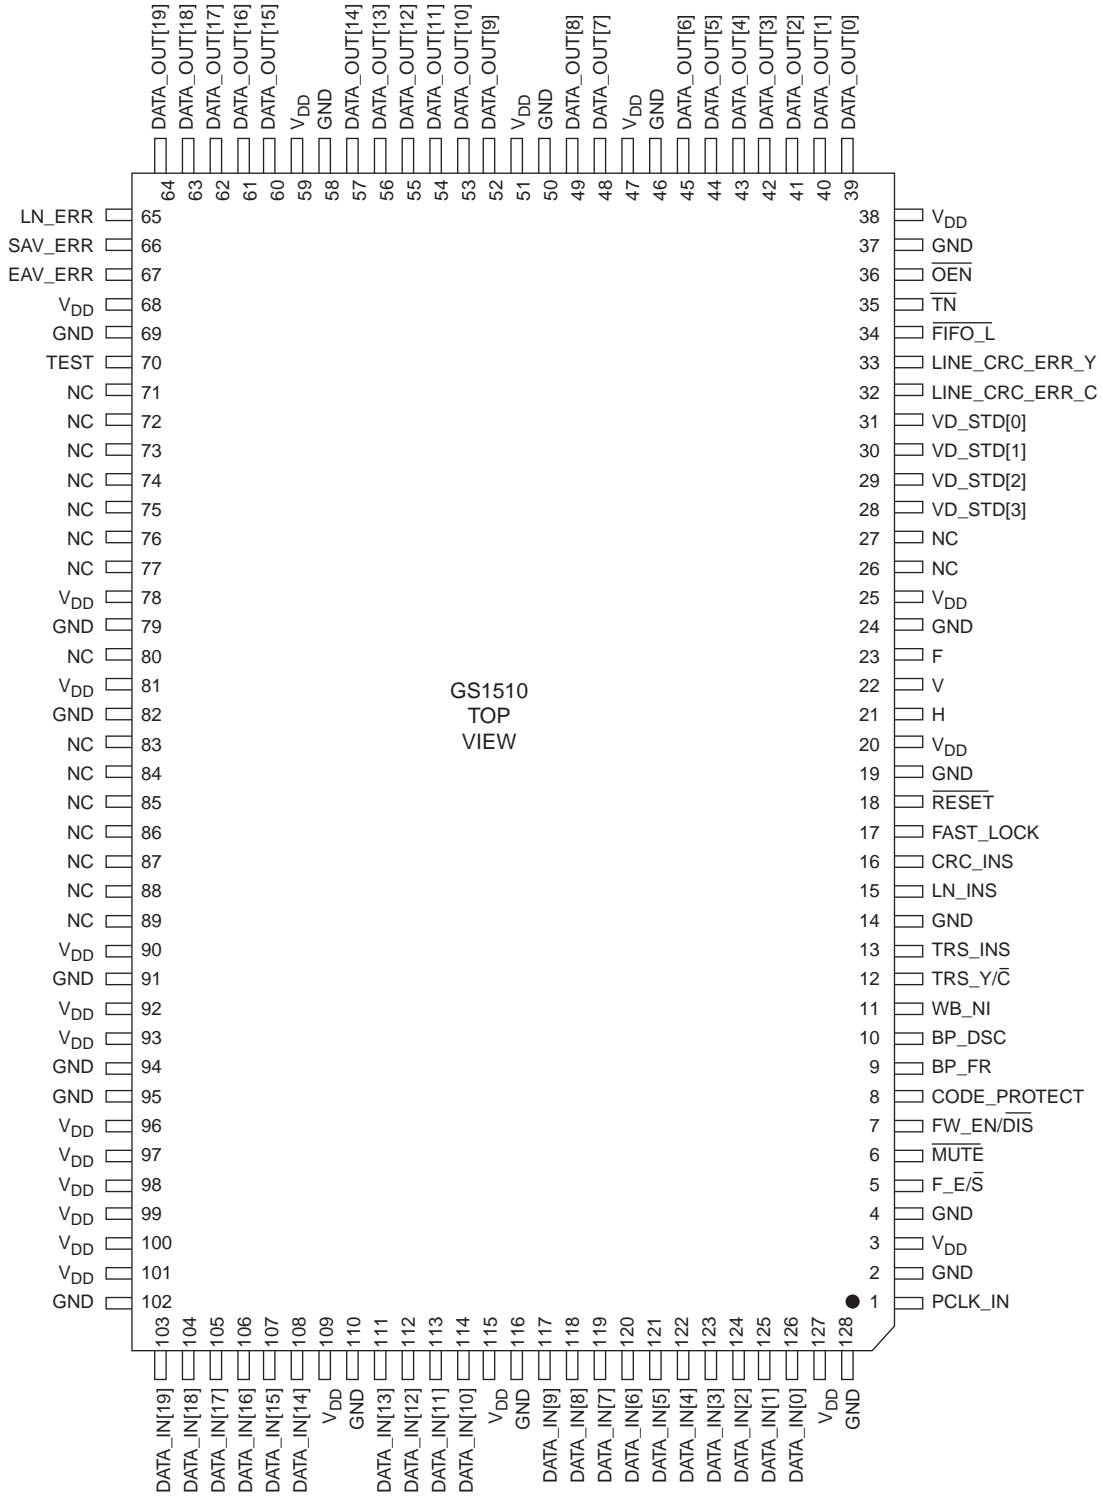 DATA_OUT[19]
DATA_OUT[18]
DATA_OUT[17]
DATA_OUT[16]
DATA_OUT[15]
VDD
GND
DATA_OUT[14]
DATA_OUT[13]
DATA_OUT[12]
DATA_OUT[11]
DATA_OUT[10]
DATA_OUT[9]
VDD
GND
DATA_OUT[8]
DATA_OUT[7]
VDD
GND
DATA_OUT[6]
DATA_OUT[5]
DATA_OUT[4]
DATA_OUT[3]
DATA_OUT[2]
DATA_OUT[1]
DATA_OUT[0]
64
63
62
61
60
59
58
57
56
55
54
53
52
51
50
49
48
47
46
45
44
43
42
41
40
39
LN_ERR 65
SAV_ERR 66
EAV_ERR 67
VDD 68
GND 69
TEST 70
NC 71
NC 72
NC 73
NC 74
NC 75
NC 76
NC 77
VDD 78
GND 79
NC 80
VDD 81
GND 82
NC 83
NC 84
NC 85
NC 86
NC 87
NC 88
NC 89
VDD 90
GND 91
VDD 92
VDD 93
GND 94
GND 95
VDD 96
VDD 97
VDD 98
VDD 99
VDD 100
VDD 101
GND 102
GS1510
TOP
VIEW
38 VDD
37 GND
36 O̅E̅N̅
35 T̅N̅
34 F̅I̅F̅O̅_̅L̅
33 LINE_CRC_ERR_Y
32 LINE_CRC_ERR_C
31 VD_STD[0]
30 VD_STD[1]
29 VD_STD[2]
28 VD_STD[3]
27 NC
26 NC
25 VDD
24 GND
23 F
22 V
21 H
20 VDD
19 GND
18 R̅E̅S̅E̅T̅
17 FAST_LOCK
16 CRC_INS
15 LN_INS
14 GND
13 TRS_INS
12 TRS_Y/C̅
11 WB_NI
10 BP_DSC
9 BP_FR
8 CODE_PROTECT
7 FW_EN/D̅I̅S̅
6 M̅U̅T̅E̅
5 F_E/S̅
4 GND
3 VDD
2 GND
1 PCLK_IN
103
104
105
106
107
108
109
110
111
112
113
114
115
116
117
118
119
120
121
122
123
124
125
126
127
128
DATA_IN[19]
DATA_IN[18]
DATA_IN[17]
DATA_IN[16]
DATA_IN[15]
DATA_IN[14]
VDD
GND
DATA_IN[13]
DATA_IN[12]
DATA_IN[11]
DATA_IN[10]
VDD
GND
DATA_IN[9]
DATA_IN[8]
DATA_IN[7]
DATA_IN[6]
DATA_IN[5]
DATA_IN[4]
DATA_IN[3]
DATA_IN[2]
DATA_IN[1]
DATA_IN[0]
VDD
GND